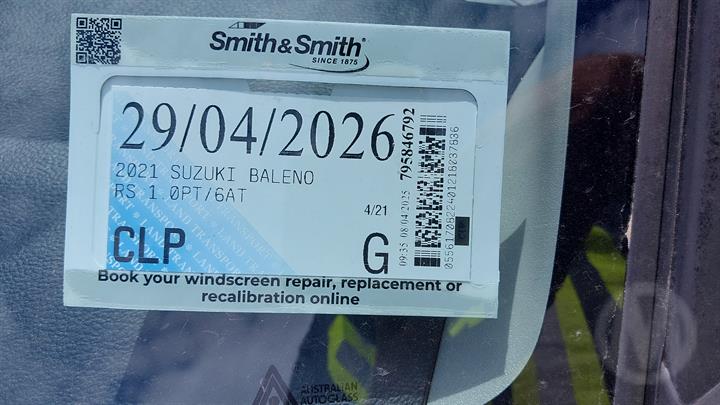 Smith&Smith®
SINCE 1875
29/04/2026
2021 SUZUKI BALENO
RS 1.0PT/6AT
4/21
CLP
G
09:35 08/04/2025 795846792
0556170822401218037836
Book your windscreen repair, replacement or
recalibration online
AUSTRALIAN
AUTOGLASS